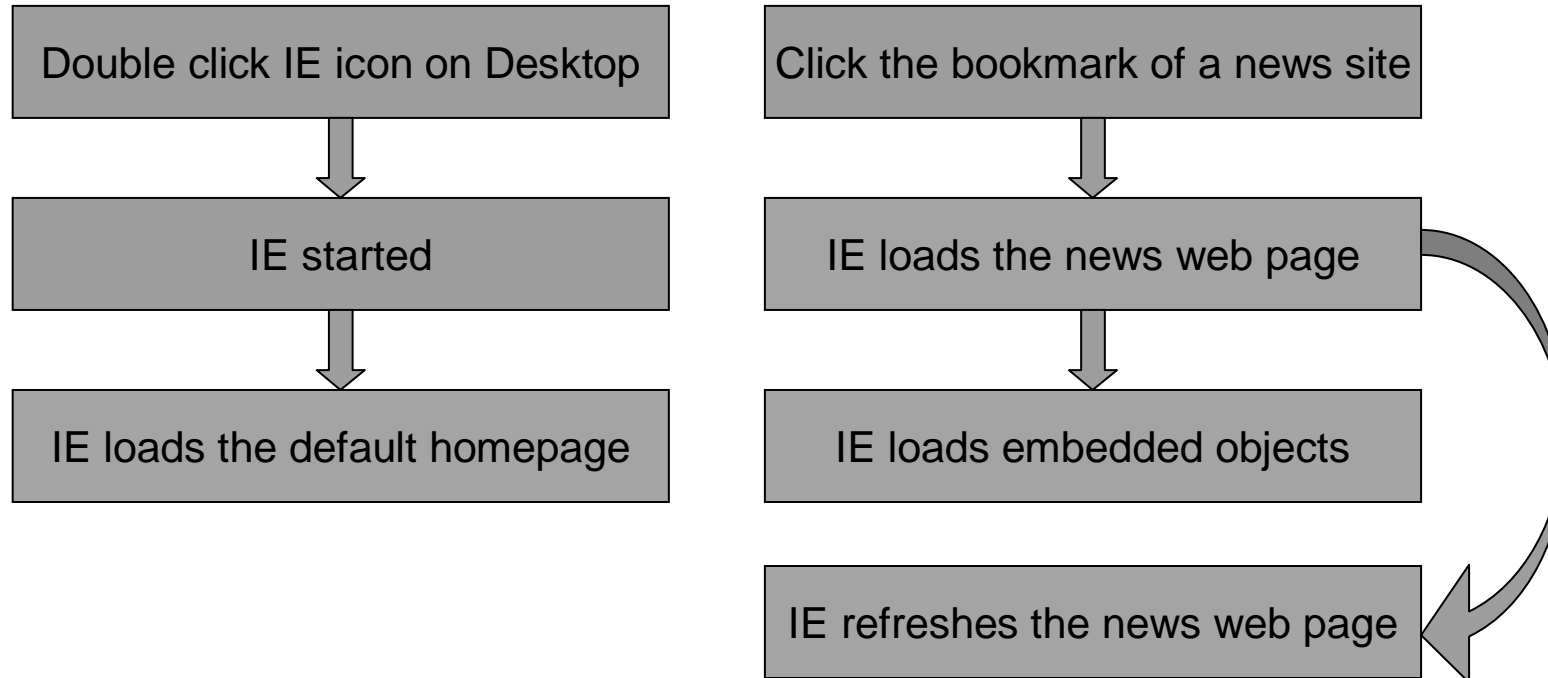 Double click IE icon on Desktop
IE started
IE loads the default homepage
Click the bookmark of a news site
IE loads the news web page
IE loads embedded objects
IE refreshes the news web page